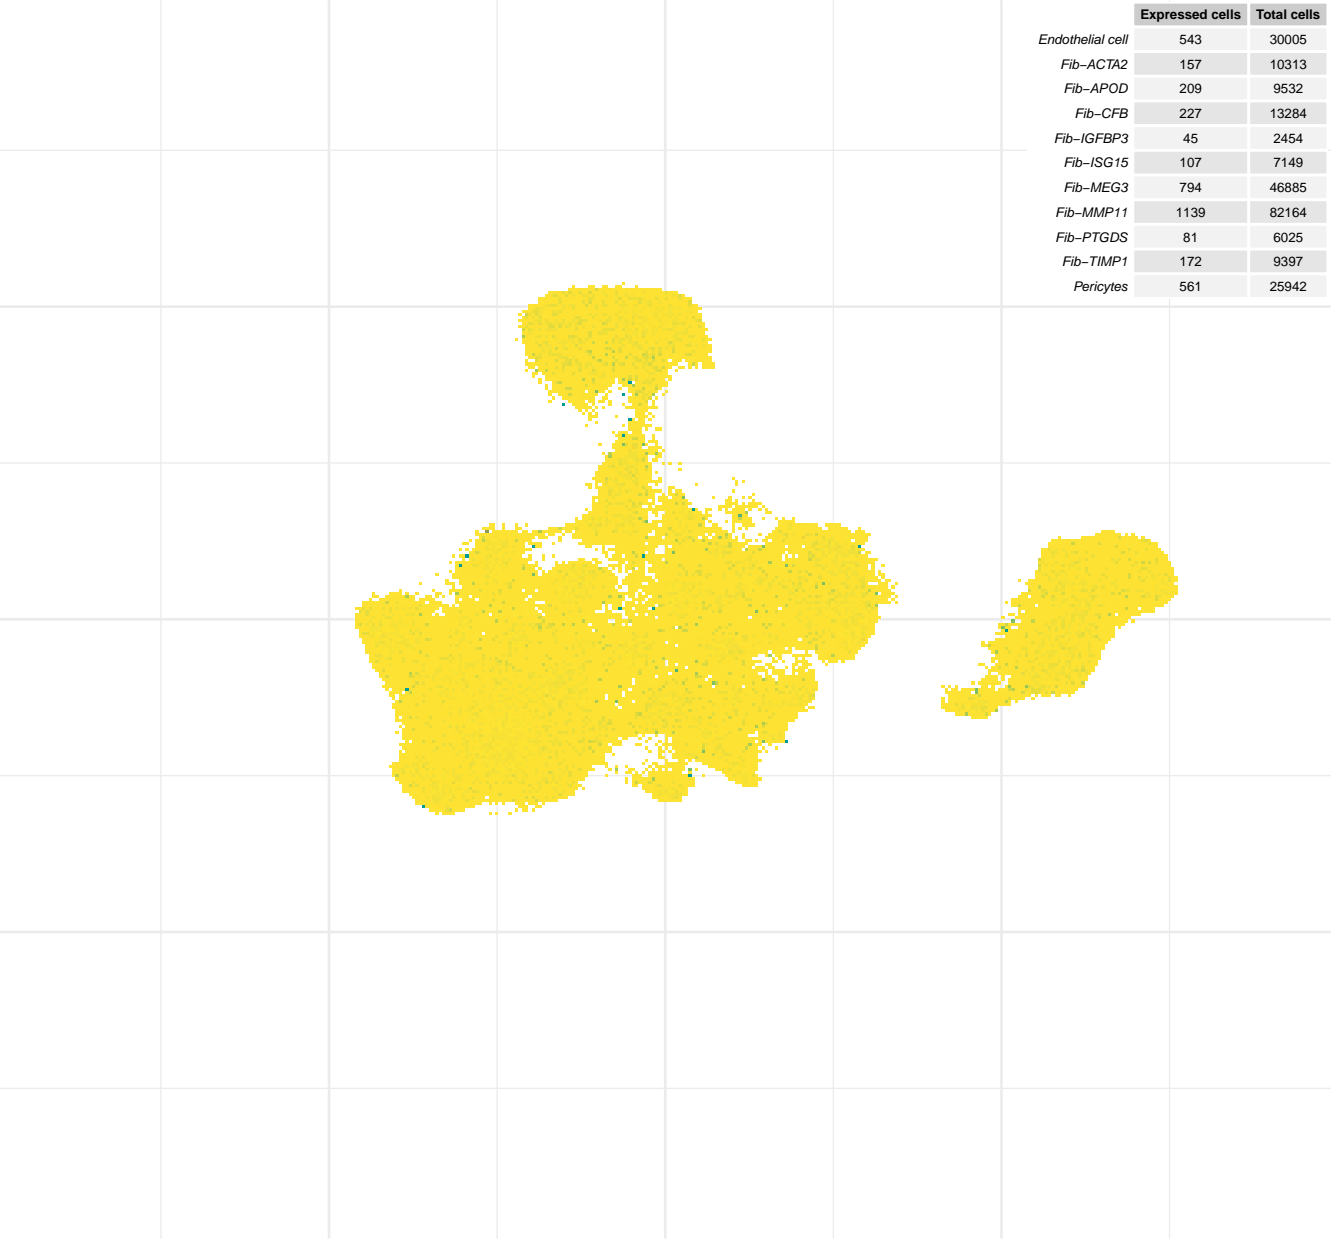 Expressed cells Total cells
Endothelial cell 543 30005
Fib−ACTA2 157 10313
Fib−APOD 209 9532
Fib−CFB 227 13284
Fib−IGFBP3 45 2454
Fib−ISG15 107 7149
Fib−MEG3 794 46885
Fib−MMP11 1139 82164
Fib−PTGDS 81 6025
Fib−TIMP1 172 9397
Pericytes 561 25942